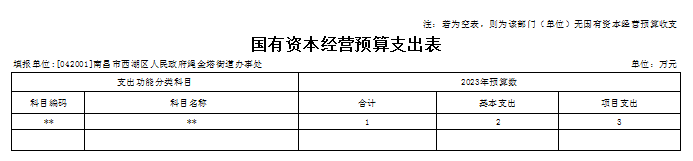 注：若为空表，则为该部门（单位）无国有资本经营预算收支
国有资本经营预算支出表
填报单位:[042001]南昌市西湖区人民政府绳金塔街道办事处 单位：万元
支出功能分类科目 2023年预算数
科目编码 科目名称 合计 基本支出 项目支出
** ** 1 2 3